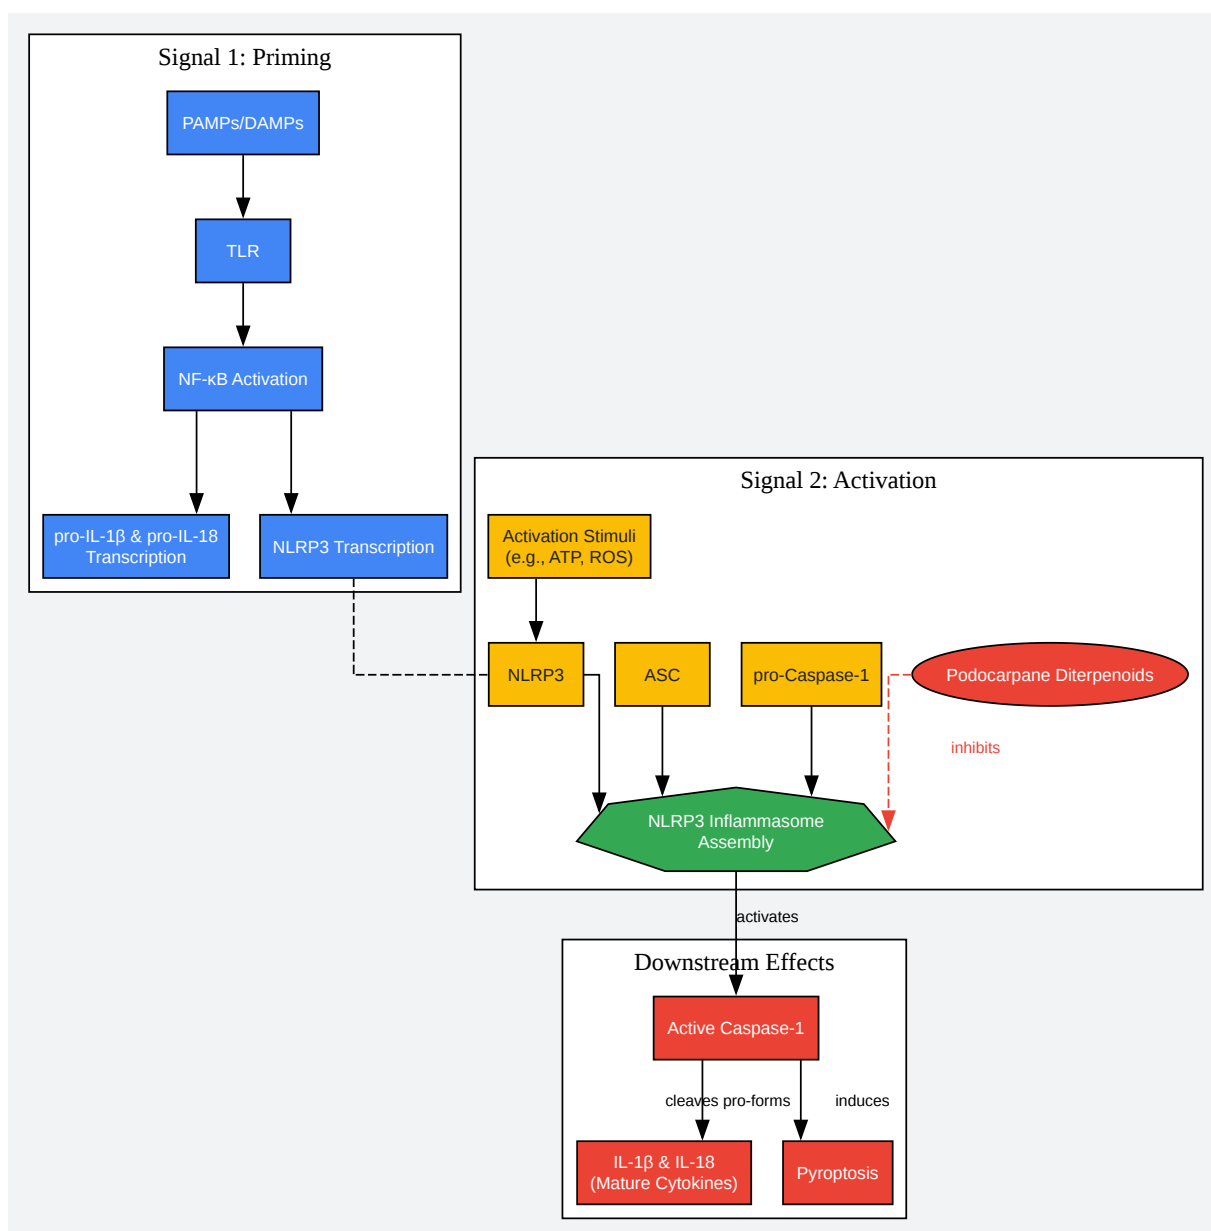 Signal 1: Priming
PAMPs/DAMPs
TLR
NF-κB Activation
pro-IL-1β & pro-IL-18
Transcription
NLRP3 Transcription
Signal 2: Activation
Activation Stimuli
(e.g., ATP, ROS)
NLRP3
ASC
pro-Caspase-1
Podocarpane Diterpenoids
inhibits
NLRP3 Inflammasome
Assembly
activates
Downstream Effects
Active Caspase-1
cleaves pro-forms
induces
IL-1β & IL-18
(Mature Cytokines)
Pyroptosis